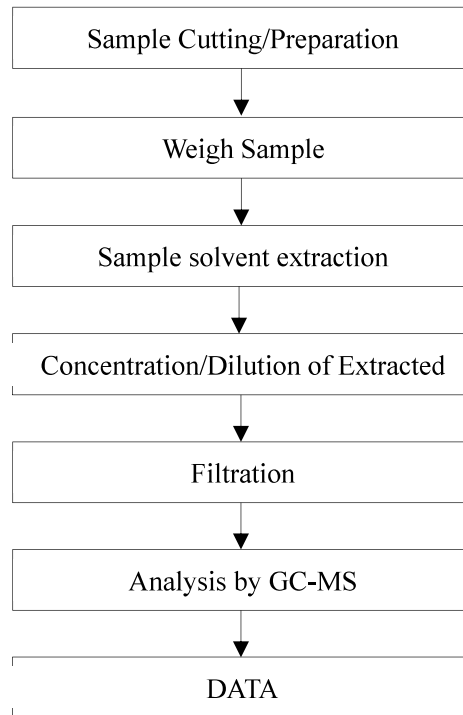 Sample Cutting/Preparation
Weigh Sample
Sample solvent extraction
Concentration/Dilution of Extracted
Filtration
Analysis by GC-MS
DATA